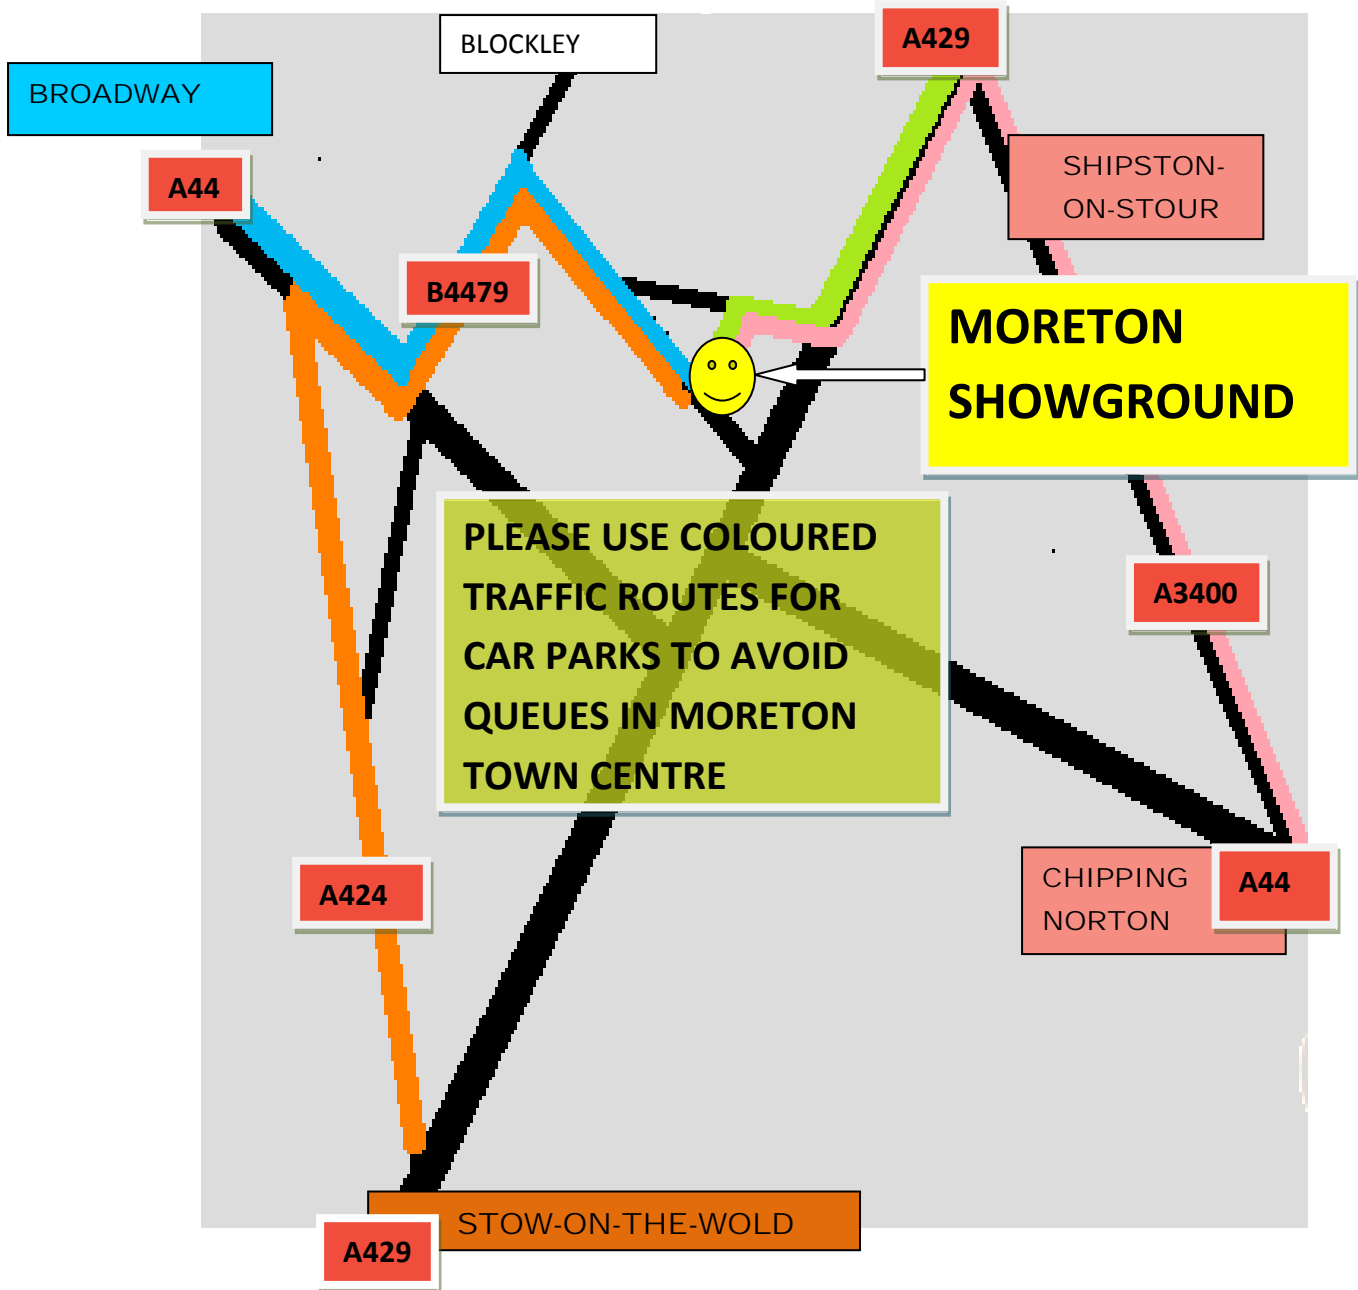 BLOCKLEY
A429
BROADWAY
A44
SHIPSTON-
ON-STOUR
B4479
MORETON
SHOWGROUND
PLEASE USE COLOURED
TRAFFIC ROUTES FOR
CAR PARKS TO AVOID
QUEUES IN MORETON
TOWN CENTRE
A3400
A424
CHIPPING
NORTON
A44
STOW-ON-THE-WOLD
A429